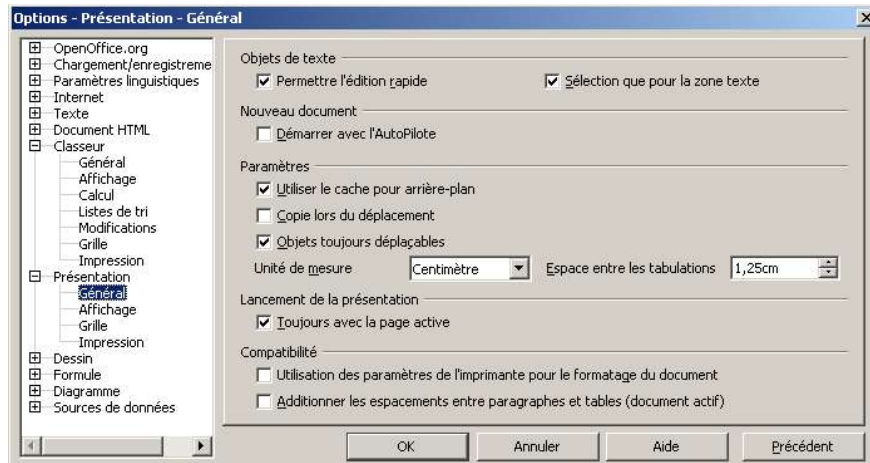 Options - Présentation - Général
OpenOffice.org
Chargement/enregistreme
Paramètres linguistiques
Internet
Texte
Document HTML
Classeur
Général
Affichage
Calcul
Listes de tri
Modifications
Grille
Impression
Présentation
Général
Affichage
Grille
Impression
Dessin
Formule
Diagramme
Sources de données
Objets de texte
Permettre l'édition rapide
Sélection que pour la zone texte
Nouveau document
Démarrer avec l'AutoPilote
Paramètres
Utiliser le cache pour arrière-plan
Copie lors du déplacement
Objets toujours déplaçables
Unité de mesure Centimètre Espace entre les tabulations 1,25cm
Lancement de la présentation
Toujours avec la page active
Compatibilité
Utilisation des paramètres de l'imprimante pour le formatage du document
Additionner les espacements entre paragraphes et tables (document actif)
OK Annuler Aide Précédent